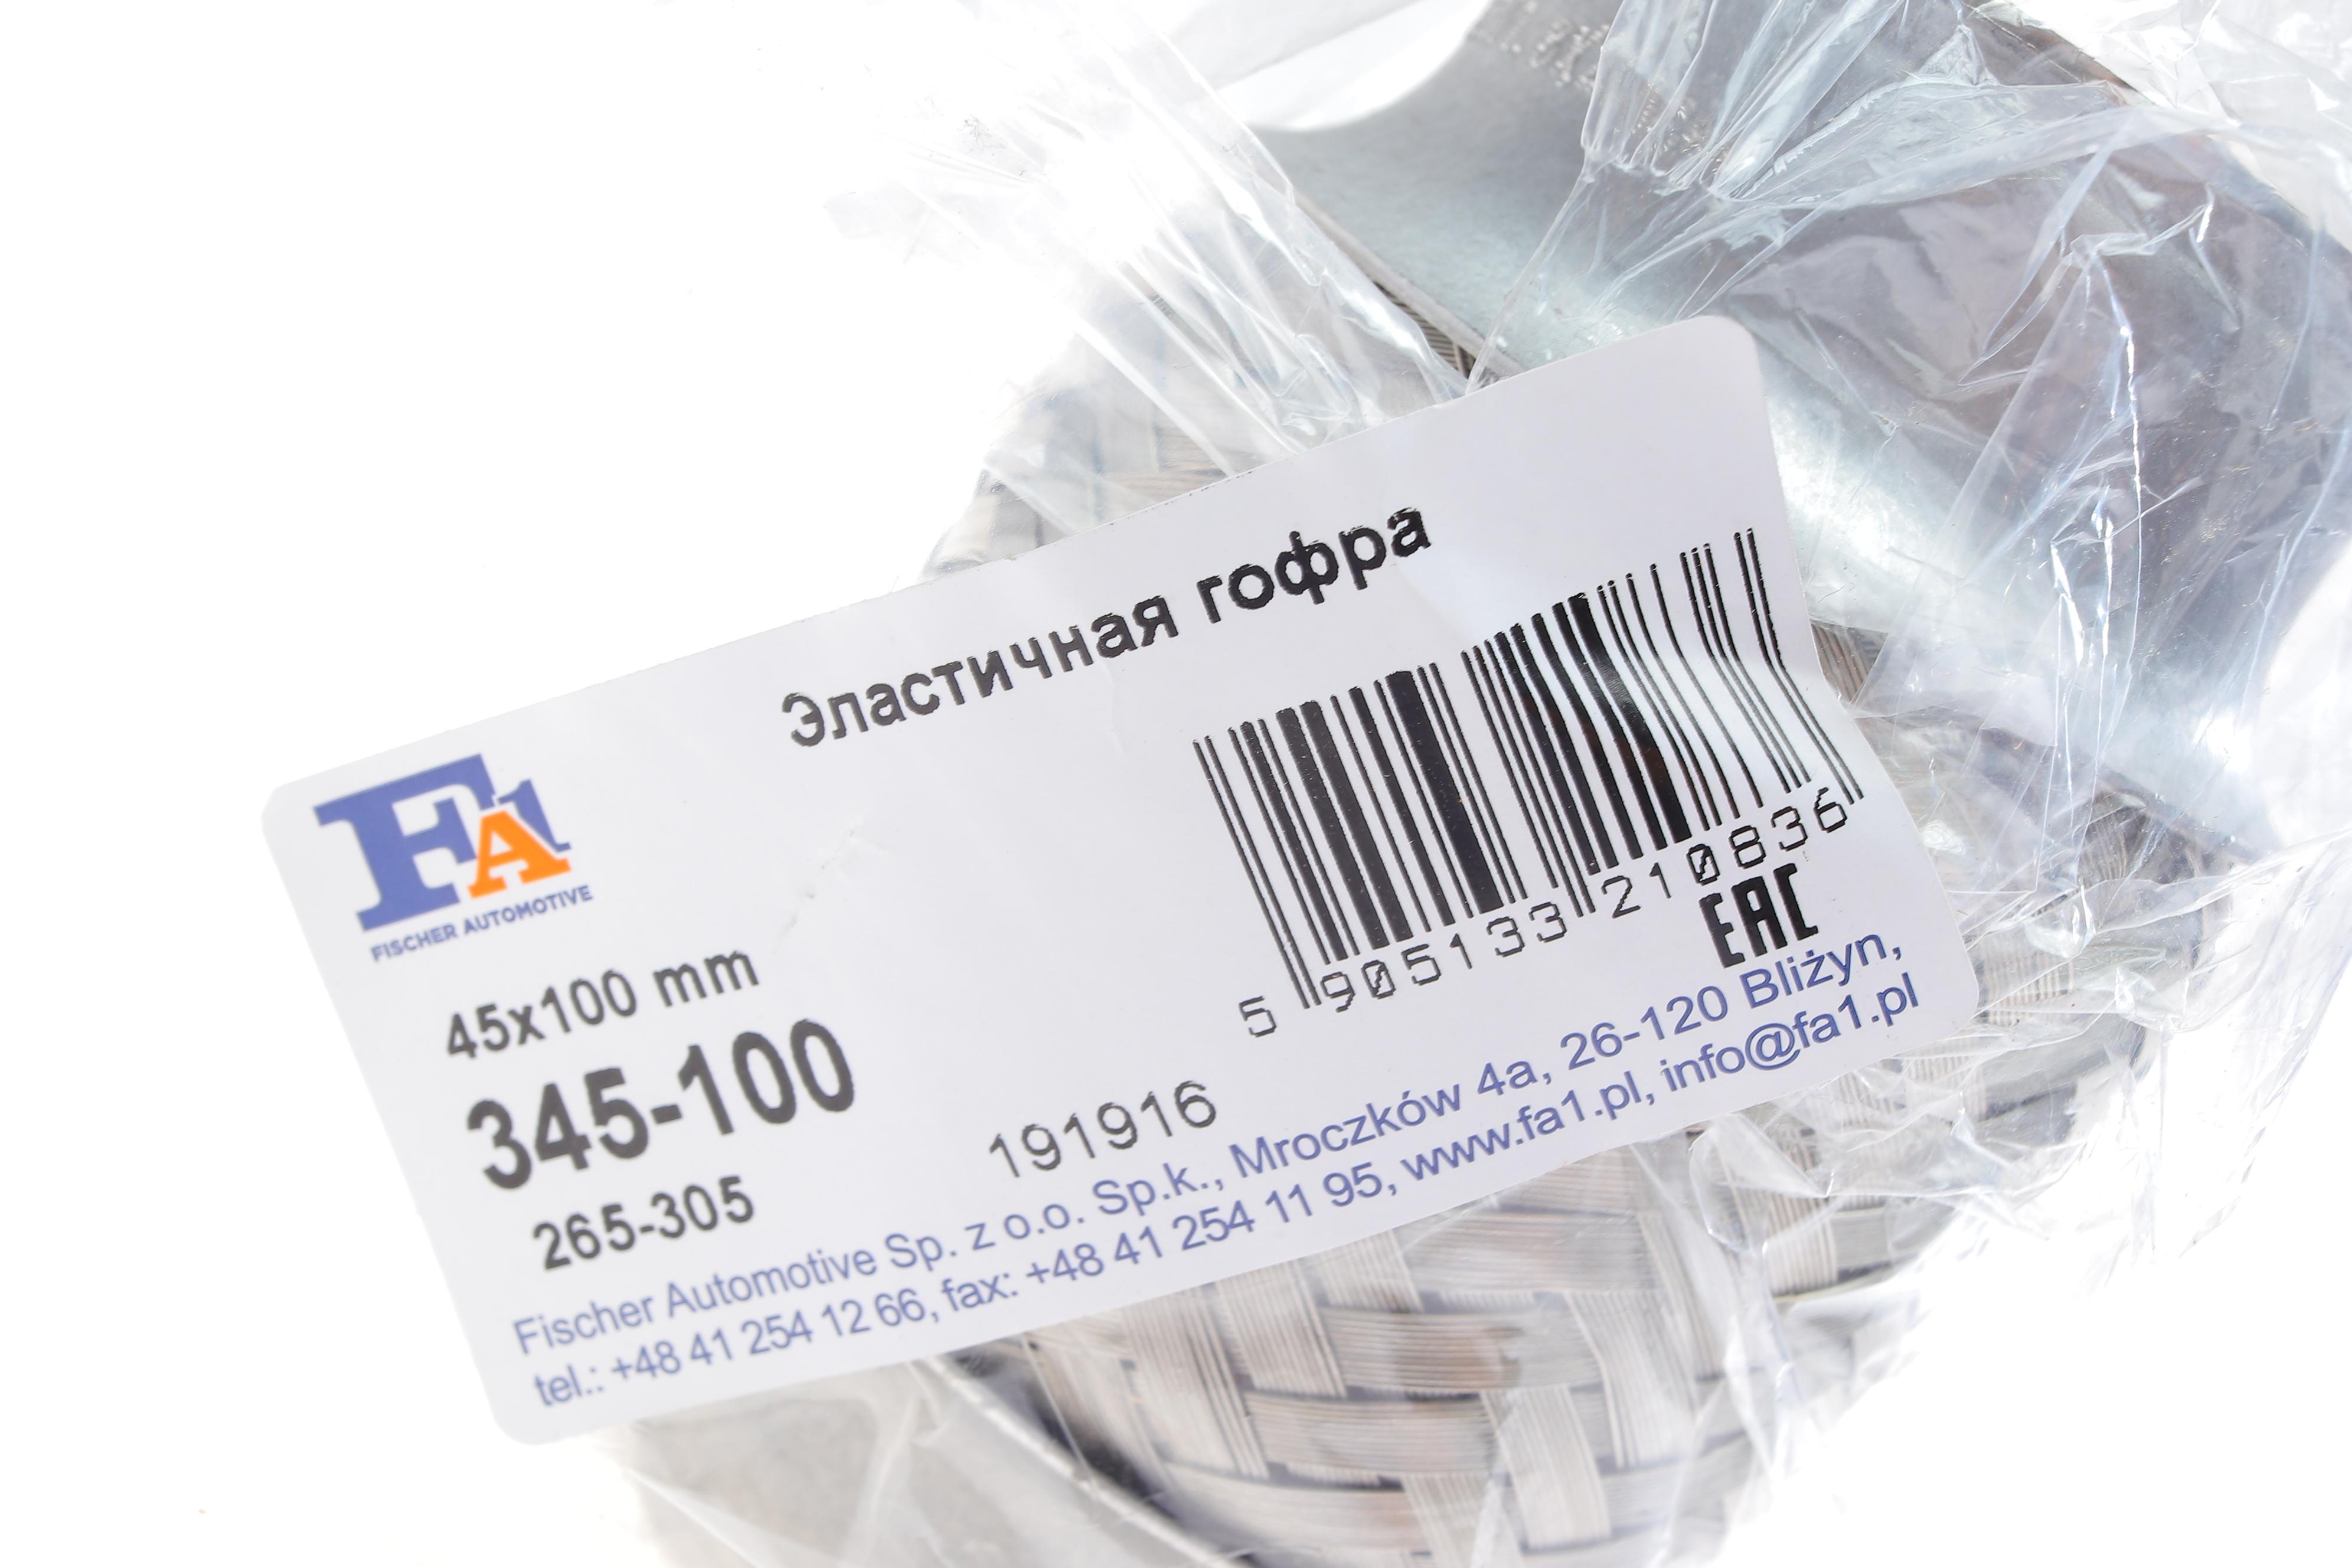 Эластичная гофра
FA1
FISCHER AUTOMOTIVE
45x100 mm
345-100
265-305
191916
5 905133 210836
EAC
Fischer Automotive Sp. z o.o. Sp.k., Mroczków 4a, 26-120 Bliżyn,
tel.: +48 41 254 12 66, fax: +48 41 254 11 95, www.fa1.pl, info@fa1.pl